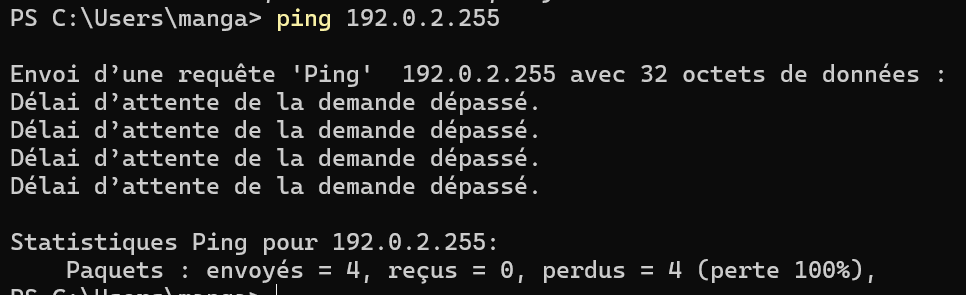 PS C:\Users\manga> ping 192.0.2.255
Envoi d’une requête 'Ping'  192.0.2.255 avec 32 octets de données :
Délai d’attente de la demande dépassé.
Délai d’attente de la demande dépassé.
Délai d’attente de la demande dépassé.
Délai d’attente de la demande dépassé.
Statistiques Ping pour 192.0.2.255:
    Paquets : envoyés = 4, reçus = 0, perdus = 4 (perte 100%),
PS C:\Users\manga>